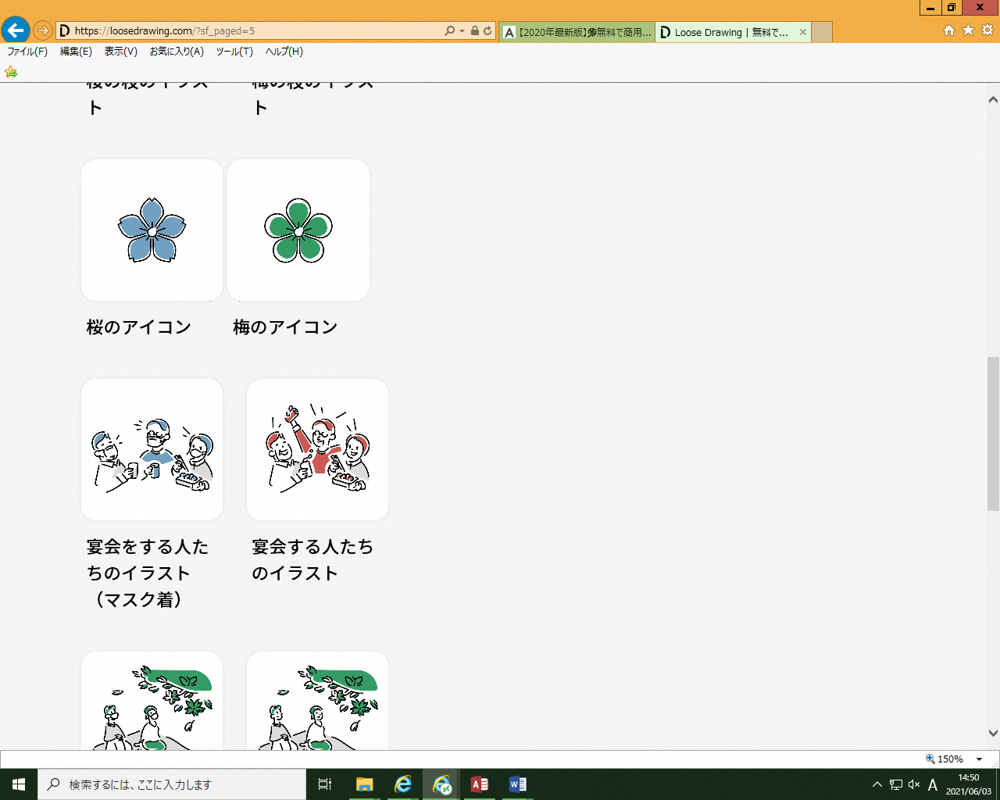 https://loosedrawing.com/?sf_paged=5
【2020年最新版】無料で商用...
Loose Drawing | 無料で...
ファイル(F) 編集(E) 表示(V) お気に入り(A) ツール(T) ヘルプ(H)
桜の枝のイラスト
梅の枝のイラスト
桜のアイコン
梅のアイコン
宴会をする人た
ちのイラスト
（マスク着）
宴会する人たち
のイラスト
150%
検索するには、ここに入力します
A
14:50
2021/06/03